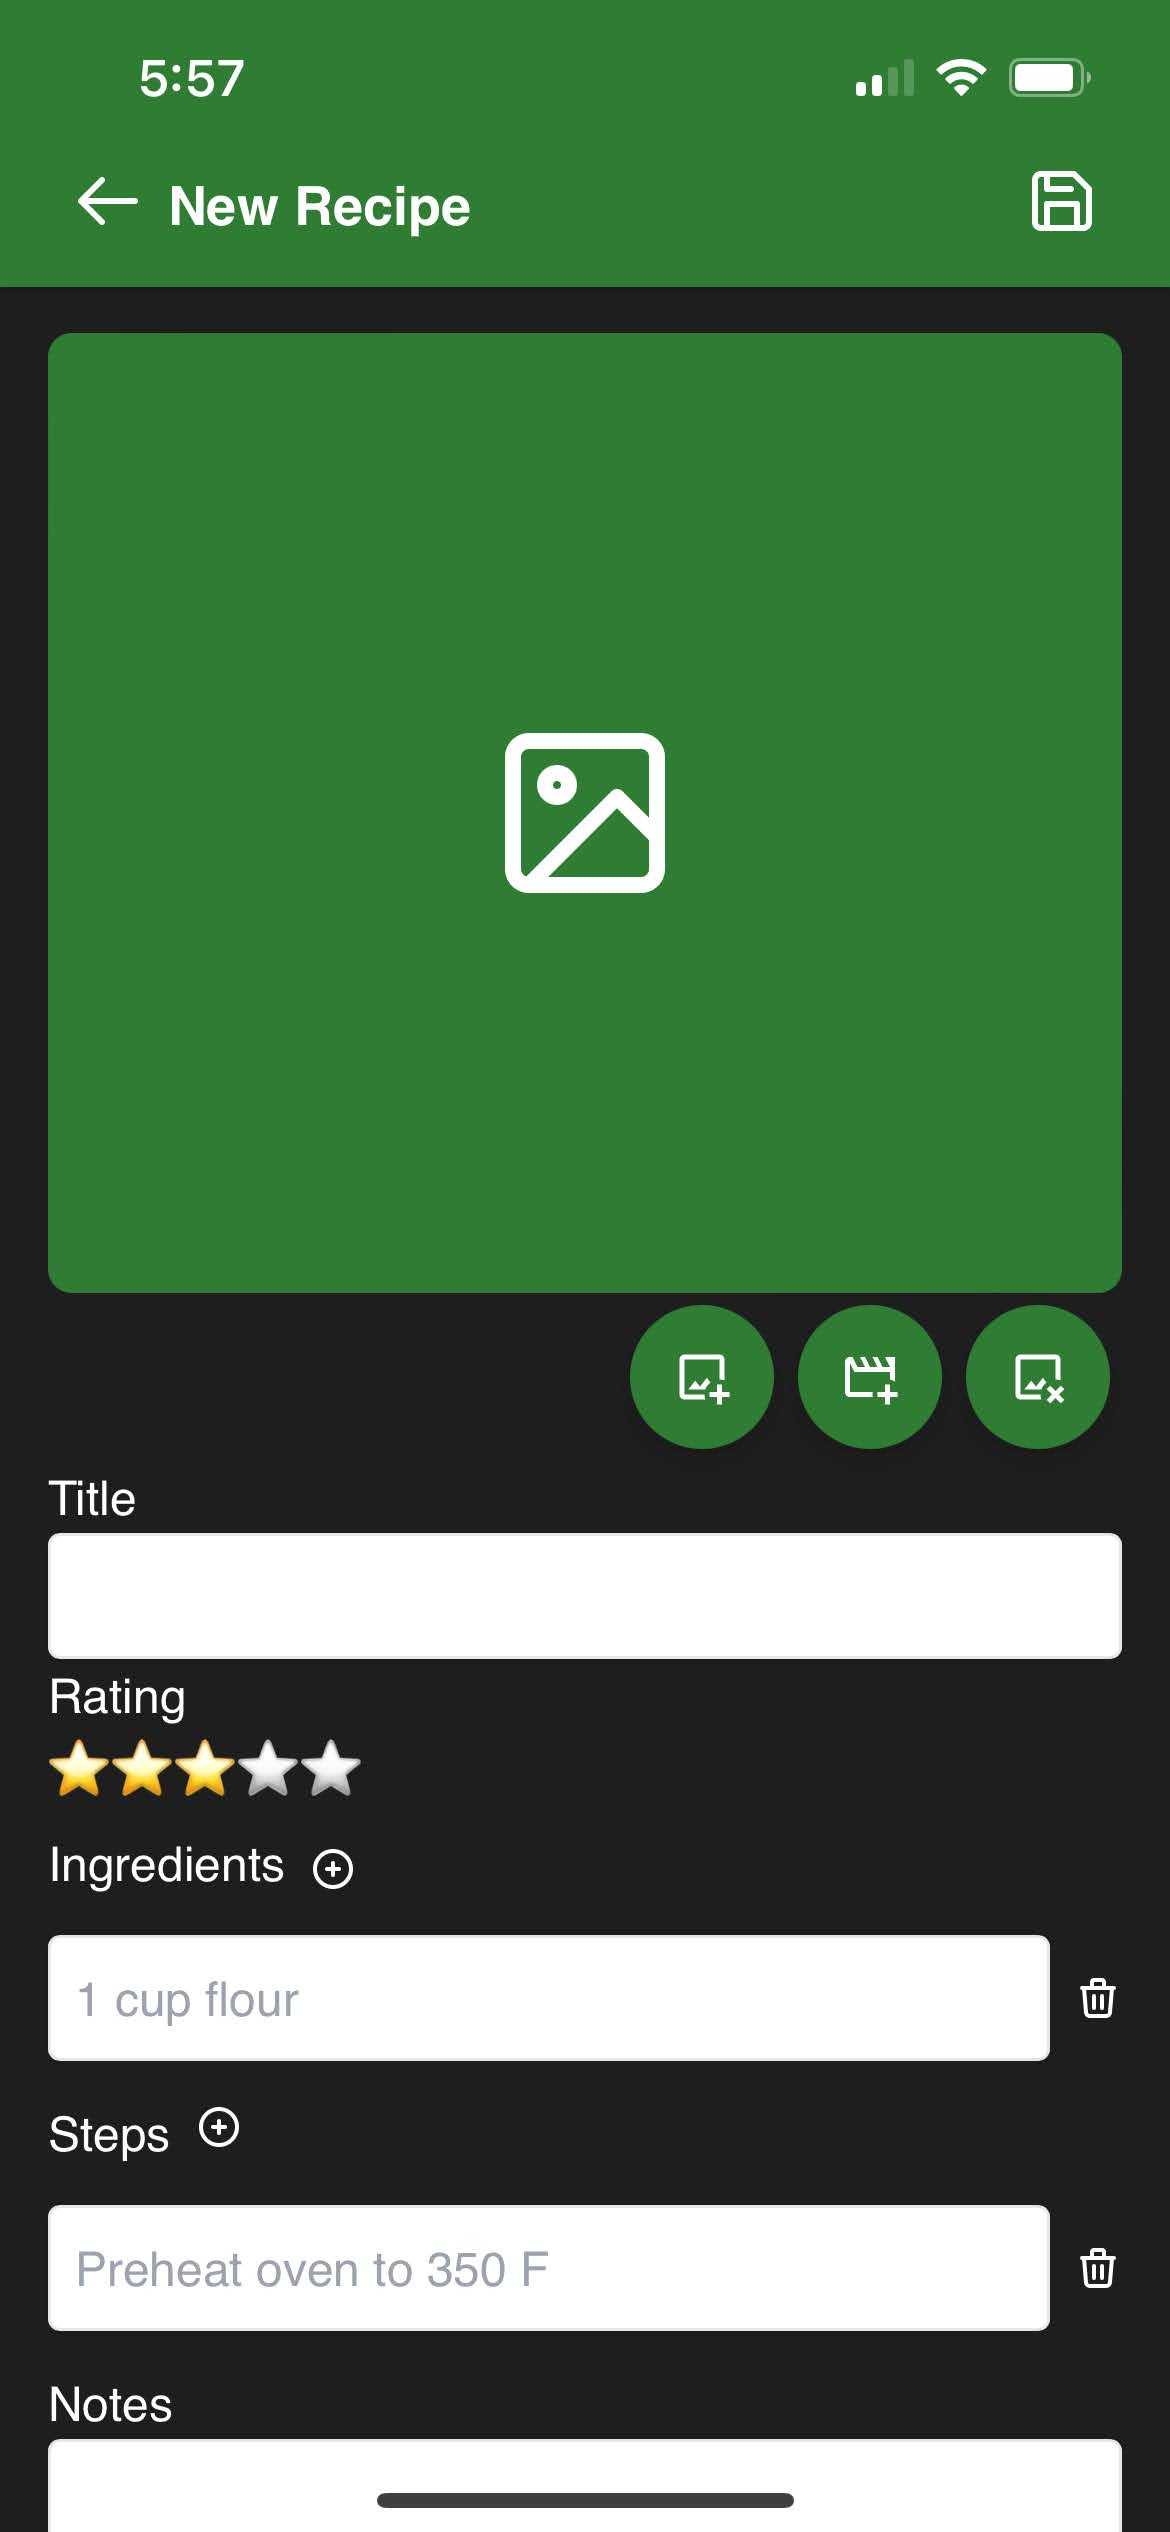 5:57
New Recipe
Title
Rating
Ingredients
1 cup flour
Steps
Preheat oven to 350 F
Notes